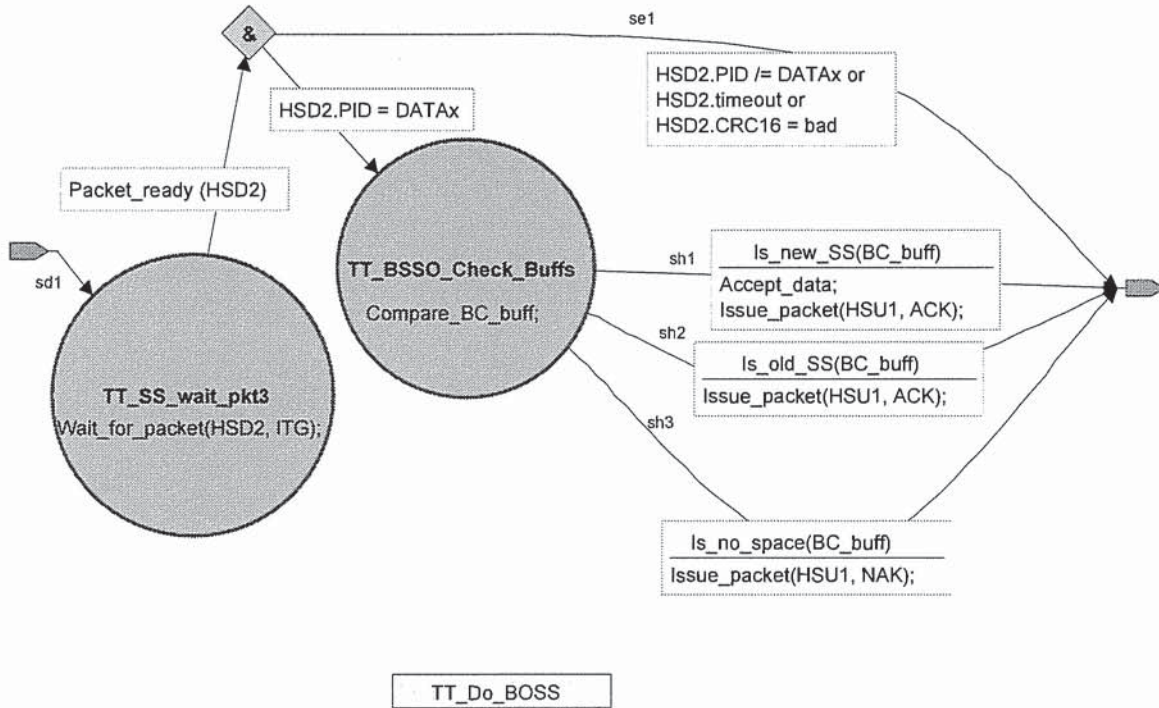 &
se1
HSD2.PID /= DATAx or
HSD2.timeout or
HSD2.CRC16 = bad
HSD2.PID = DATAx
Packet_ready (HSD2)
sd1
TT_SS_wait_pkt3
Wait_for_packet(HSD2, ITG);
TT_BSSO_Check_Buffs
Compare_BC_buff;
sh1
Is_new_SS(BC_buff)
Accept_data;
Issue_packet(HSU1, ACK);
sh2
Is_old_SS(BC_buff)
Issue_packet(HSU1, ACK);
sh3
Is_no_space(BC_buff)
Issue_packet(HSU1, NAK);
TT_Do_BOSS